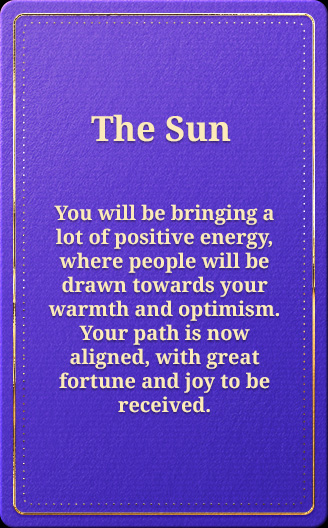 The Sun
You will be bringing a
lot of positive energy,
where people will be
drawn towards your
warmth and optimism.
Your path is now
aligned, with great
fortune and joy to be
received.